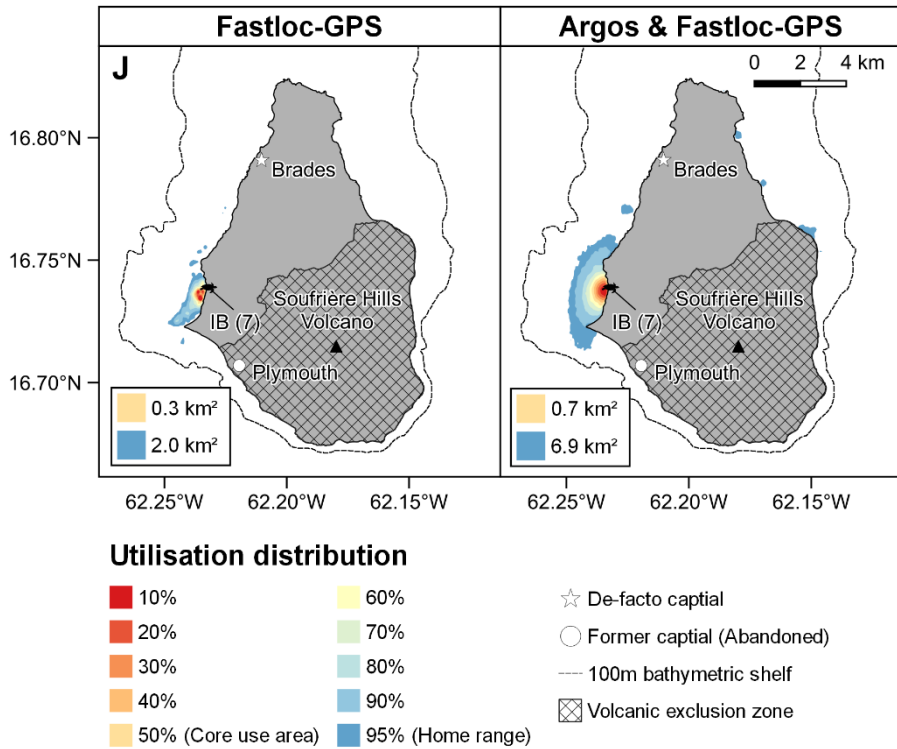 Fastloc-GPS
Argos & Fastloc-GPS
J
0 2 4 km
16.80°N
16.75°N
16.70°N
Brades
Soufrière Hills
Volcano
IB (7)
Plymouth
0.3 km²
2.0 km²
Brades
Soufrière Hills
Volcano
IB (7)
Plymouth
0.7 km²
6.9 km²
62.25°W 62.20°W 62.15°W
62.25°W 62.20°W 62.15°W
Utilisation distribution
10%
20%
30%
40%
50% (Core use area)
60%
70%
80%
90%
95% (Home range)
De-facto captial
Former captial (Abandoned)
100m bathymetric shelf
Volcanic exclusion zone